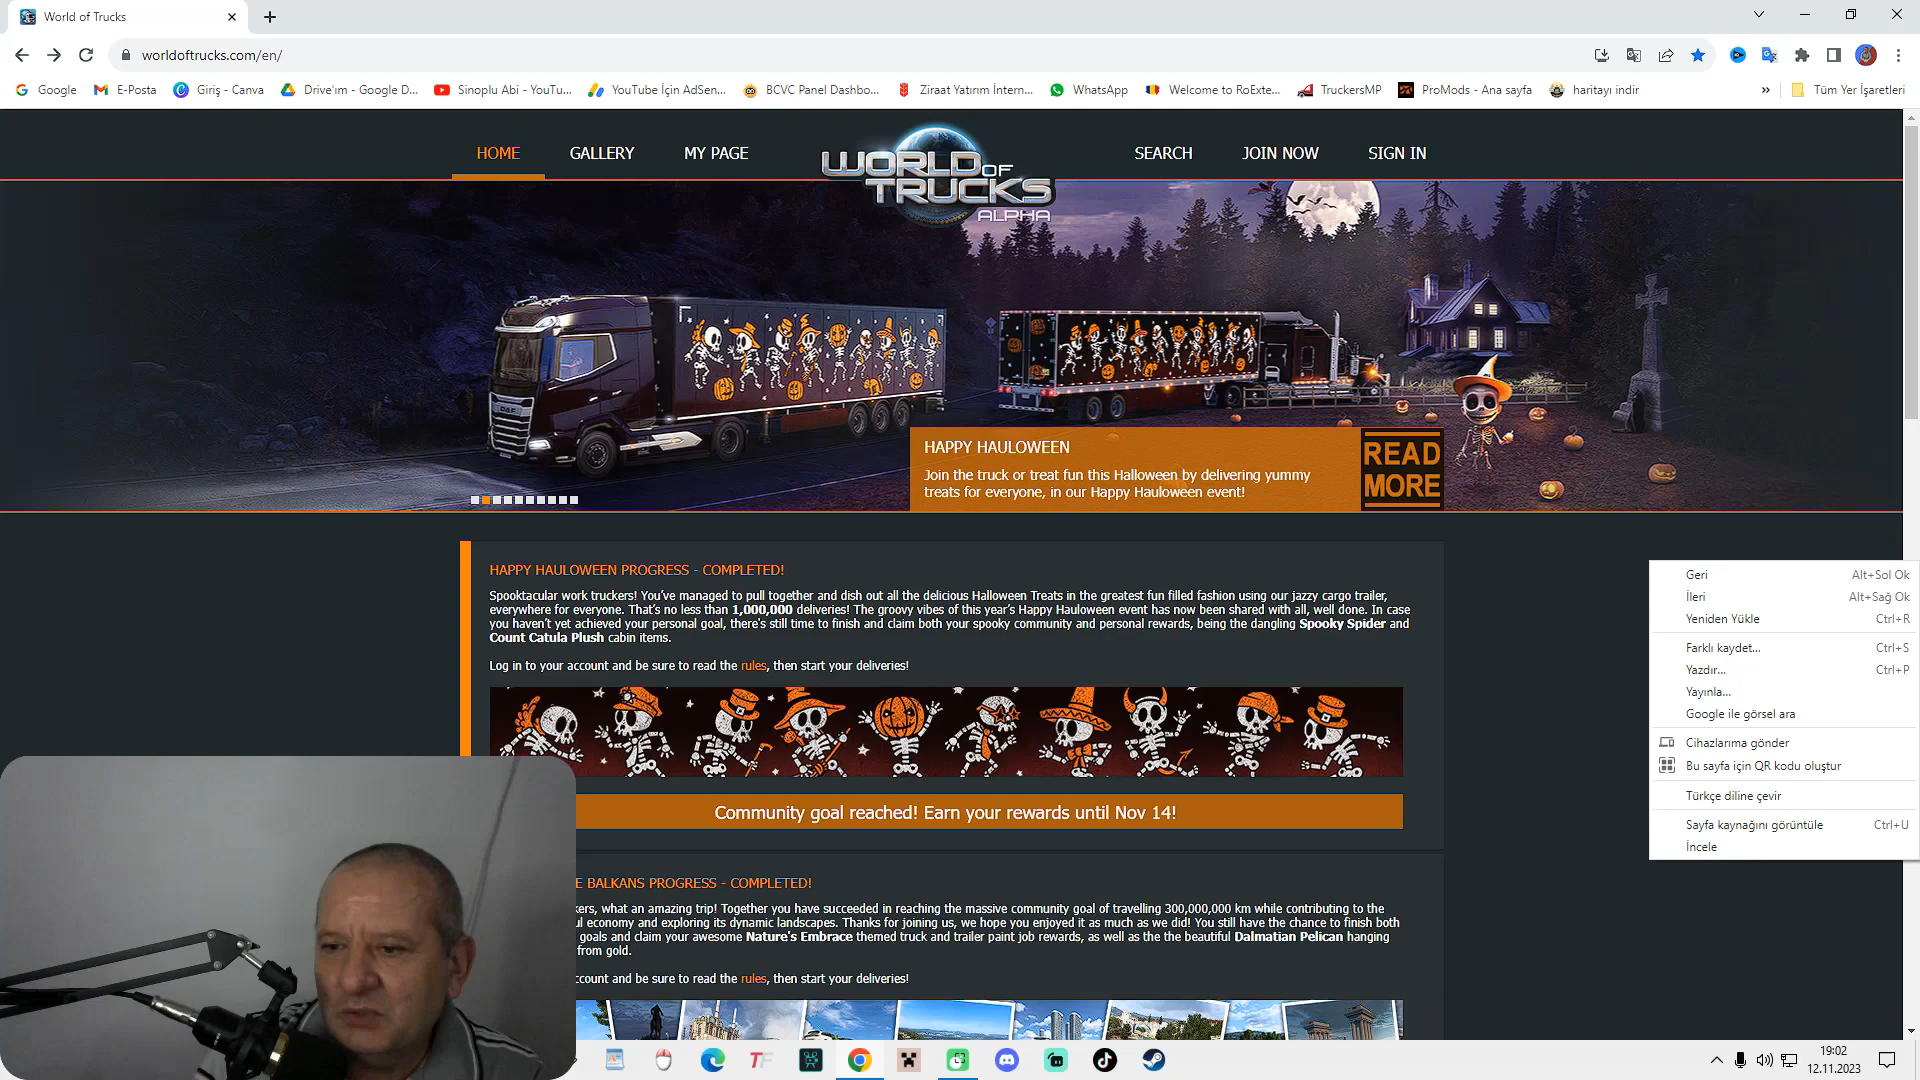 World of Trucks
worldoftrucks.com/en/
Google
E-Posta
Giriş - Canva
Drive'ım - Google D...
Sinoplu Abi - YouTu...
YouTube İçin AdSen...
BCVC Panel Dashbo...
Ziraat Yatırım İntern...
WhatsApp
Welcome to RoExte...
TruckersMP
ProMods - Ana sayfa
haritayı indir
»
Tüm Yer İşaretleri
HOME
GALLERY
MY PAGE
WORLD OF
TRUCKS
ALPHA
SEARCH
JOIN NOW
SIGN IN
DAF
HAPPY HAULOWEEN
Join the truck or treat fun this Halloween by delivering yummy
treats for everyone, in our Happy Hauloween event!
READ
MORE
HAPPY HAULOWEEN PROGRESS - COMPLETED!
Spooktacular work truckers! You've managed to pull together and dish out all the delicious Halloween Treats in the greatest fun filled fashion using our jazzy cargo trailer,
everywhere for everyone. That's no less than 1,000,000 deliveries! The groovy vibes of this year's Happy Hauloween event has now been shared with all, well done. In case
you haven't yet achieved your personal goal, there's still time to finish and claim both your spooky community and personal rewards, being the dangling Spooky Spider and
Count Catula Plush cabin items.
Log in to your account and be sure to read the rules, then start your deliveries!
Community goal reached! Earn your rewards until Nov 14!
E BALKANS PROGRESS - COMPLETED!
kers, what an amazing trip! Together you have succeeded in reaching the massive community goal of travelling 300,000,000 km while contributing to the
ul economy and exploring its dynamic landscapes. Thanks for joining us, we hope you enjoyed it as much as we did! You still have the chance to finish both
goals and claim your awesome Nature's Embrace themed truck and trailer paint job rewards, as well as the the beautiful Dalmatian Pelican hanging
from gold.
ccount and be sure to read the rules, then start your deliveries!
Geri Alt+Sol Ok
İleri Alt+Sağ Ok
Yeniden Yükle Ctrl+R
Farklı kaydet... Ctrl+S
Yazdır... Ctrl+P
Yayınla...
Google ile görsel ara
Cihazlarıma gönder
Bu sayfa için QR kodu oluştur
Türkçe diline çevir
Sayfa kaynağını görüntüle Ctrl+U
İncele
TF
19:02
12.11.2023